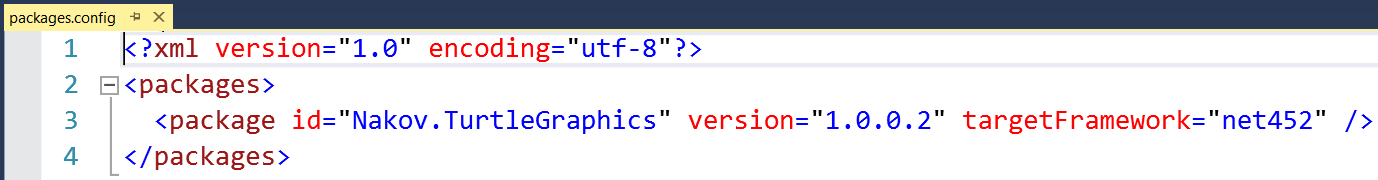 packages.config
1 <?xml version="1.0" encoding="utf-8"?>
2 <packages>
3 <package id="Nakov.TurtleGraphics" version="1.0.0.2" targetFramework="net452" />
4 </packages>